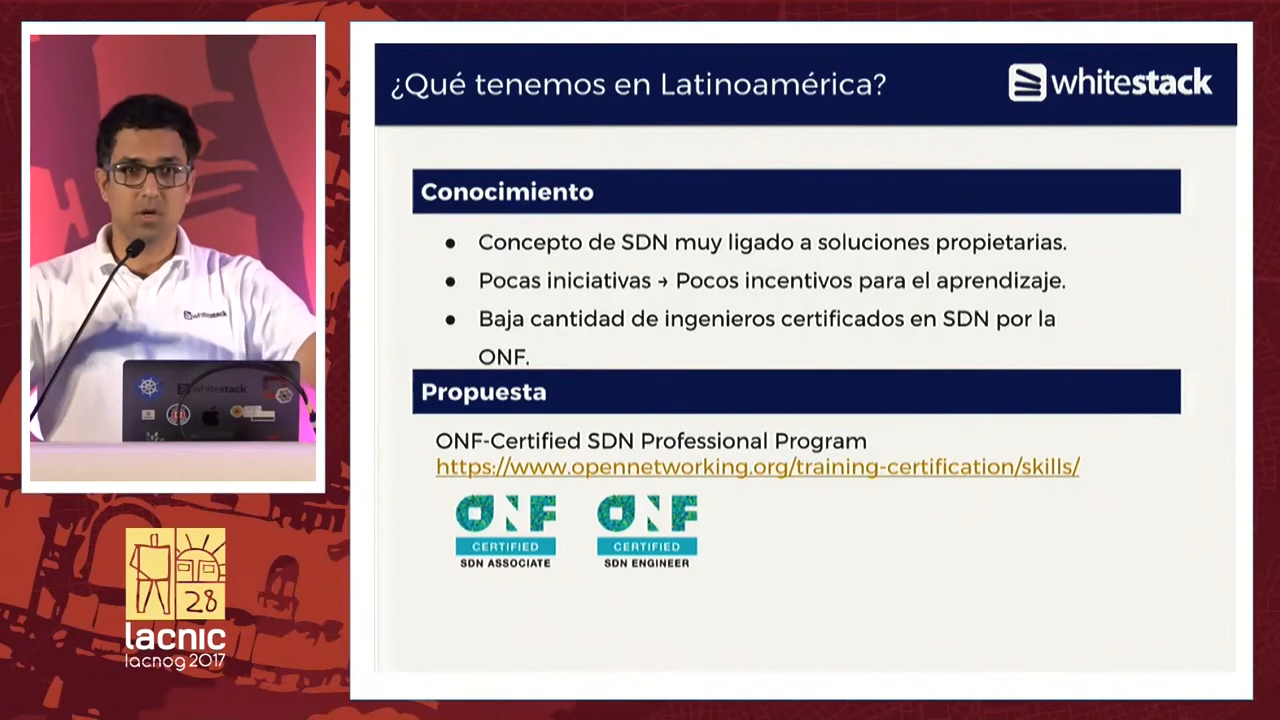 ¿Qué tenemos en Latinoamérica?
whitestack
Conocimiento
● Concepto de SDN muy ligado a soluciones propietarias.
● Pocas iniciativas → Pocos incentivos para el aprendizaje.
● Baja cantidad de ingenieros certificados en SDN por la
ONF.
Propuesta
ONF-Certified SDN Professional Program
https://www.opennetworking.org/training-certification/skills/
ONF
CERTIFIED
SDN ASSOCIATE
ONF
CERTIFIED
SDN ENGINEER
whitestack
whitestack
28
lacnic
lacnog 2017